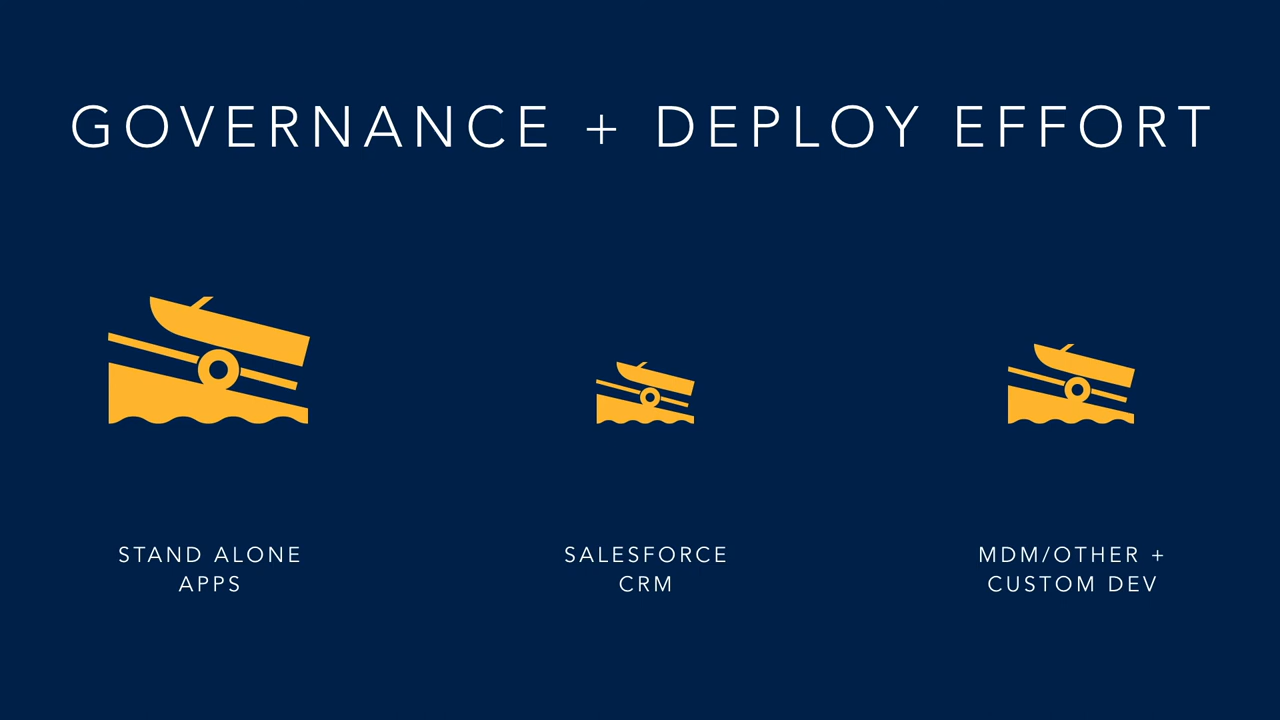 GOVERNANCE + DEPLOY EFFORT
STAND ALONE
APPS
SALESFORCE
CRM
MDM/OTHER +
CUSTOM DEV